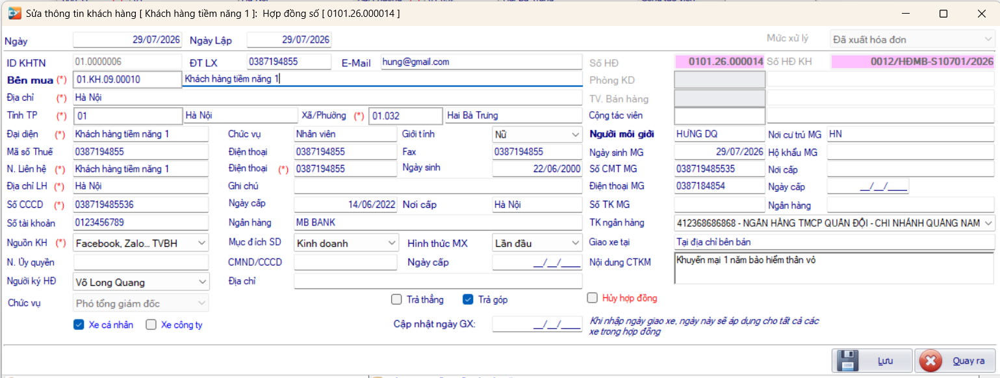 Sửa thông tin khách hàng [ Khách hàng tiềm năng 1 ]: Hợp đồng số [ 0101.26.000014 ]
Ngày 29/07/2026 Ngày Lập 29/07/2026 Mức xử lý Đã xuất hóa đơn
ID KHTN 01.0000006 ĐT LX 0387194855 E-Mail hung@gmail.com Số HĐ 0101.26.000014 Số HĐ KH 0012/HĐMB-S10701/2026
Bên mua (*) 01.KH.09.00010 Khách hàng tiềm năng 1 Phòng KD
Địa chỉ (*) Hà Nội TV. Bán hàng
Tỉnh TP (*) 01 Hà Nội Xã/Phường (*) 01.032 Hai Bà Trưng Cộng tác viên
Đại diện (*) Khách hàng tiềm năng 1 Chức vụ Nhân viên Giới tính Nữ Người môi giới HƯNG DQ Nơi cư trú MG HN
Mã số Thuế 0387194855 Điện thoại 0387194855 Fax 0387194855 Ngày sinh MG 29/07/2026 Hộ khẩu MG
N. Liên hệ (*) Khách hàng tiềm năng 1 Điện thoại (*) 0387194855 Ngày sinh 22/06/2000 Số CMT MG 038719485535 Nơi cấp
Địa chỉ LH (*) Hà Nội Ghi chú Điện thoại MG 0387184854 Ngày cấp __/__/____
Số CCCD (*) 038719485536 Ngày cấp 14/06/2022 Nơi cấp Hà Nội Số TK MG Ngân hàng
Số tài khoản 0123456789 Ngân hàng MB BANK TK ngân hàng 412368686868 - NGÂN HÀNG TMCP QUÂN ĐỘI - CHI NHÁNH QUẢNG NAM
Nguồn KH (*) Facebook, Zalo... TVBH Mục đích SD Kinh doanh Hình thức MX Lần đầu Giao xe tại Tại địa chỉ bên bán
N. Ủy quyền CMND/CCCD Ngày cấp __/__/____ Nội dung CTKM Khuyến mại 1 năm bảo hiểm thân vỏ
Người ký HĐ Võ Long Quang Địa chỉ
Chức vụ Phó tổng giám đốc Trả thẳng Trả góp Hủy hợp đồng
Xe cá nhân Xe công ty Cập nhật ngày GX: __/__/____ Khi nhập ngày giao xe, ngày này sẽ áp dụng cho tất cả các
xe trong hợp đồng
Lưu Quay ra